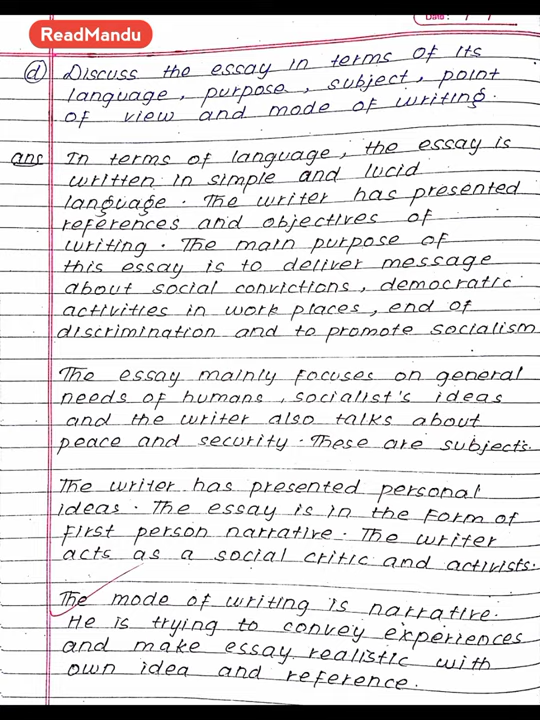 Date:
ReadMandu
d) Discuss the essay in terms of its
language, purpose, subject, point
of view and mode of writing.
ans In terms of language, the essay is
written in simple and lucid
language. The writer has presented
references and objectives of
writing. The main purpose of
this essay is to deliver message
about social convictions, democratic
activities in work places, end of
discrimination and to promote socialism
The essay mainly focuses on general
needs of humans, socialist's ideas
and the writer also talks about
peace and security. These are subjects.
The writer has presented personal
ideas. The essay is in the form of
first person narrative. The writer
acts as a social critic and activists.
The mode of writing is narrative.
He is trying to convey experiences
and make essay realistic with
own idea and reference.